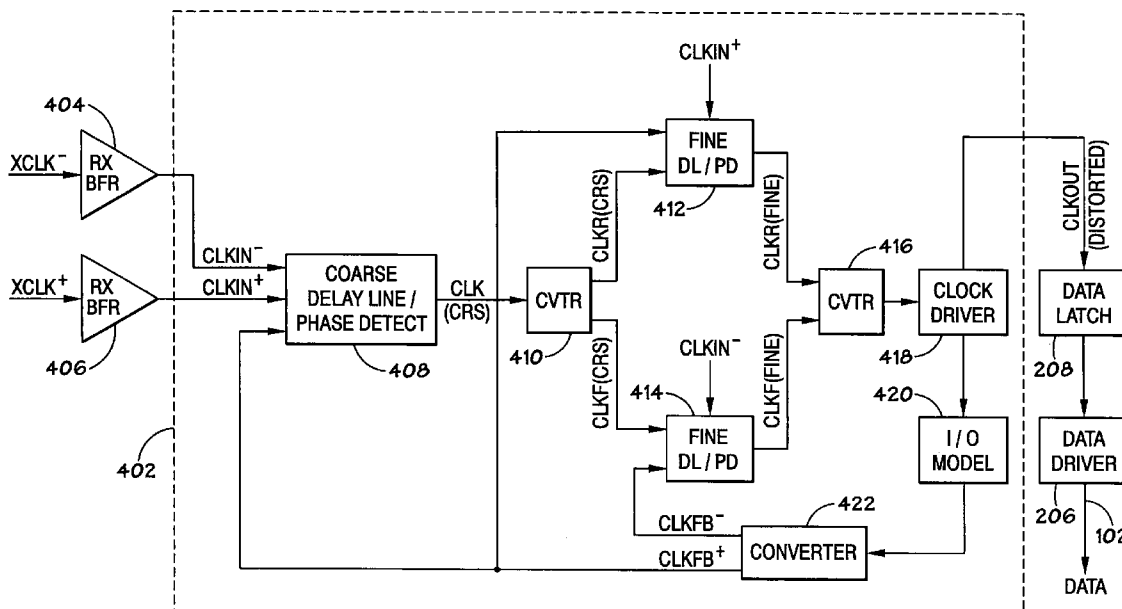 404
XCLK⁻
RX
BFR
CLKIN⁻
XCLK⁺
RX
BFR
CLKIN⁺
406
402
COARSE
DELAY LINE /
PHASE DETECT
408
CLK
(CRS)
CVTR
410
CLKR(CRS)
CLKF(CRS)
CLKIN⁺
FINE
DL / PD
412
CLKR(FINE)
CLKIN⁻
414
FINE
DL / PD
CLKF(FINE)
416
CVTR
CLOCK
DRIVER
418
420
I / O
MODEL
422
CONVERTER
CLKFB⁻
CLKFB⁺
CLKOUT
(DISTORTED)
DATA
LATCH
208
DATA
DRIVER
206
102
DATA